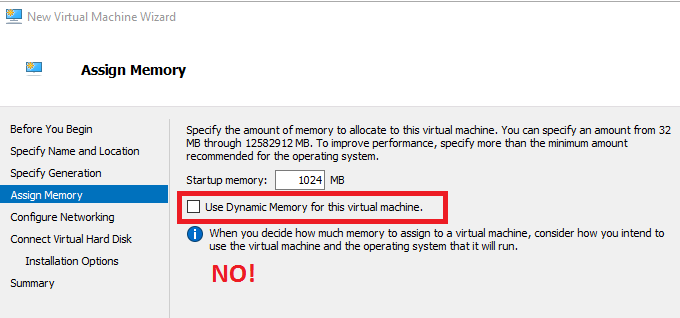 New Virtual Machine Wizard
Assign Memory
Before You Begin
Specify Name and Location
Specify Generation
Assign Memory
Configure Networking
Connect Virtual Hard Disk
Installation Options
Summary
Specify the amount of memory to allocate to this virtual machine. You can specify an amount from 32
MB through 12582912 MB. To improve performance, specify more than the minimum amount
recommended for the operating system.
Startup memory: 1024 MB
Use Dynamic Memory for this virtual machine.
When you decide how much memory to assign to a virtual machine, consider how you intend to
use the virtual machine and the operating system that it will run.
NO!